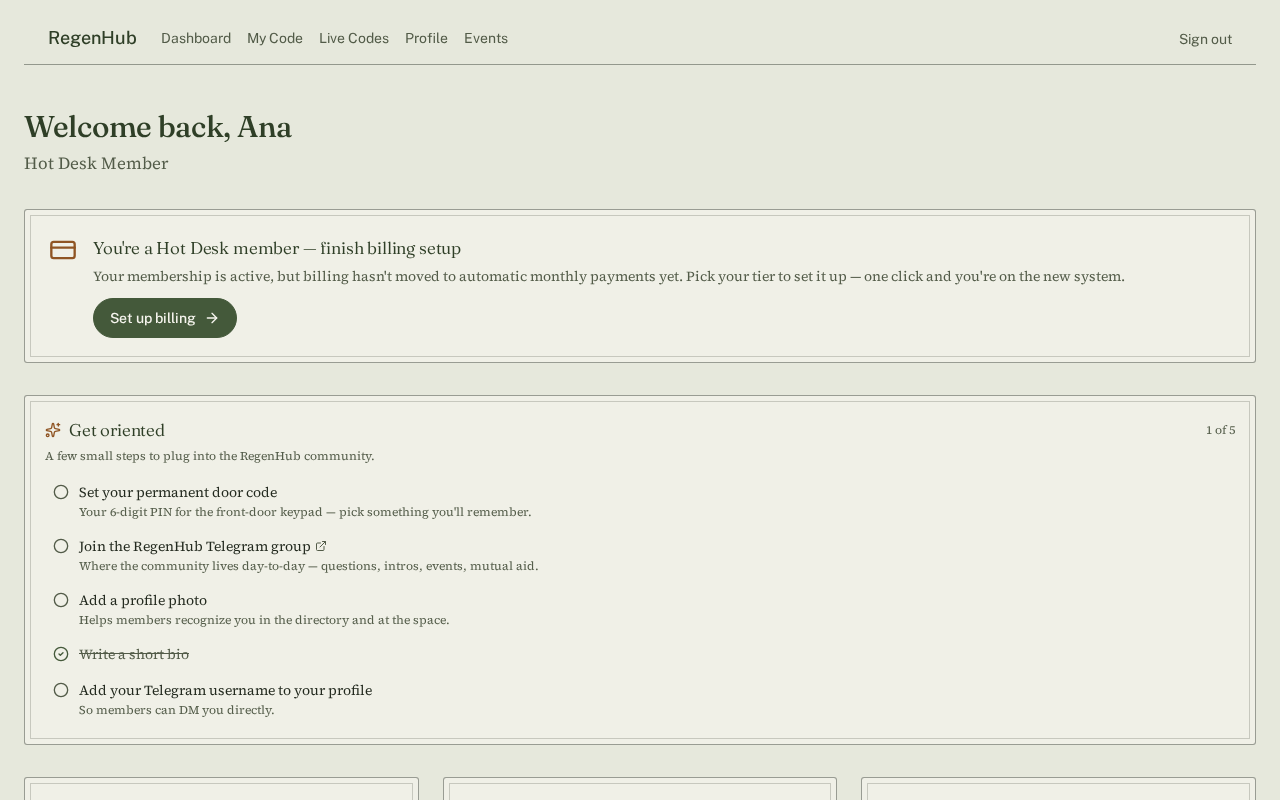 RegenHub Dashboard My Code Live Codes Profile Events Sign out
Welcome back, Ana
Hot Desk Member
You're a Hot Desk member — finish billing setup
Your membership is active, but billing hasn't moved to automatic monthly payments yet. Pick your tier to set it up — one click and you're on the new system.
Set up billing
Get oriented 1 of 5
A few small steps to plug into the RegenHub community.
Set your permanent door code
Your 6-digit PIN for the front-door keypad — pick something you'll remember.
Join the RegenHub Telegram group
Where the community lives day-to-day — questions, intros, events, mutual aid.
Add a profile photo
Helps members recognize you in the directory and at the space.
Write a short bio
Add your Telegram username to your profile
So members can DM you directly.